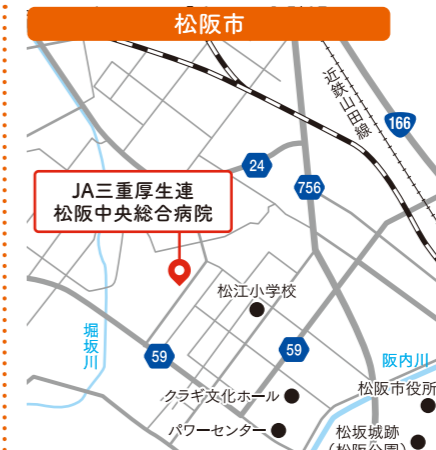 松阪市
近鉄山田線
166
24
756
JA三重厚生連
松阪中央総合病院
松江小学校
堀坂川
59
59
阪内川
クラギ文化ホール
松阪市役所
パワーセンター
松坂城跡
(松阪公園)